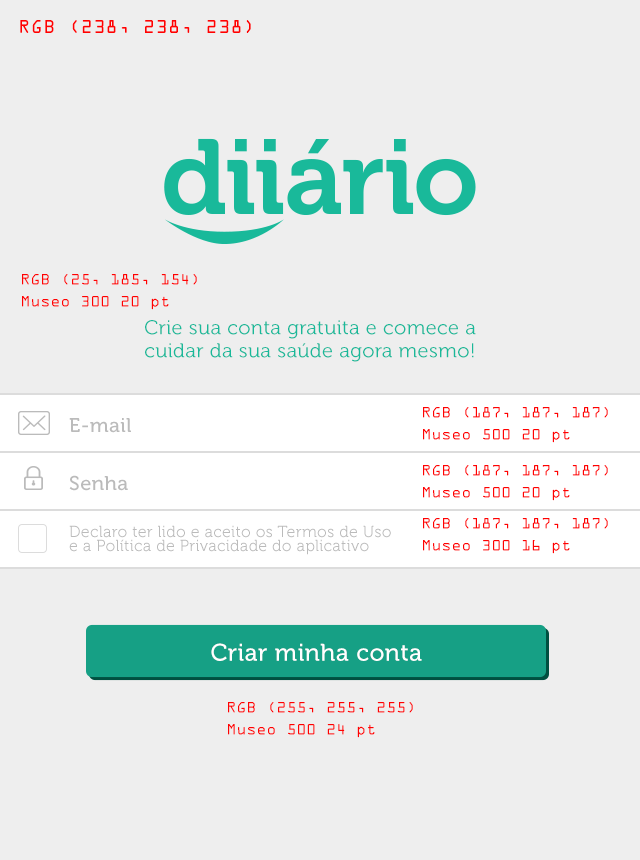 RGB (238, 238, 238)
diiário
RGB (25, 185, 154)
Museo 300 20 pt
Crie sua conta gratuita e comece a
cuidar da sua saúde agora mesmo!
E-mail
RGB (187, 187, 187)
Museo 500 20 pt
Senha
RGB (187, 187, 187)
Museo 500 20 pt
Declaro ter lido e aceito os Termos de Uso
e a Política de Privacidade do aplicativo
RGB (187, 187, 187)
Museo 300 16 pt
Criar minha conta
RGB (255, 255, 255)
Museo 500 24 pt